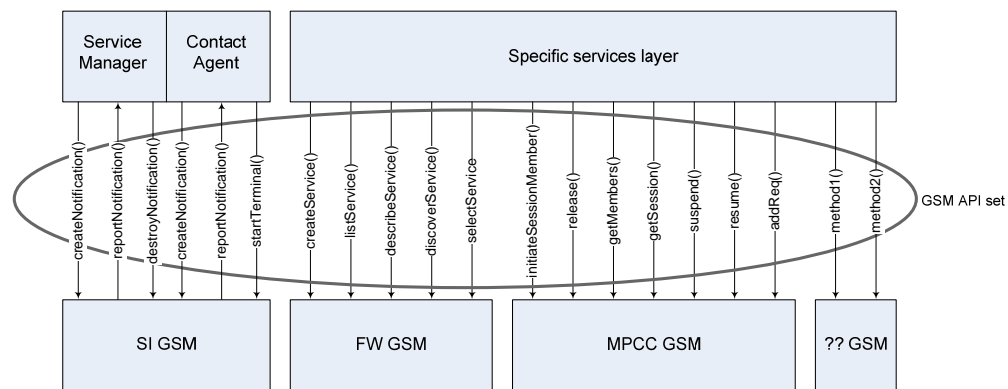 Service
Manager
Contact
Agent
Specific services layer
createNotification()
reportNotification()
destroyNotification()
createNotification()
reportNotification()
startTerminal()
createService()
listService()
describeService()
discoverService()
selectService
initiateSessionMember()
release()
getMembers()
getSession()
suspend()
resume()
addReq()
method1()
method2()
GSM API set
SI GSM
FW GSM
MPCC GSM
?? GSM